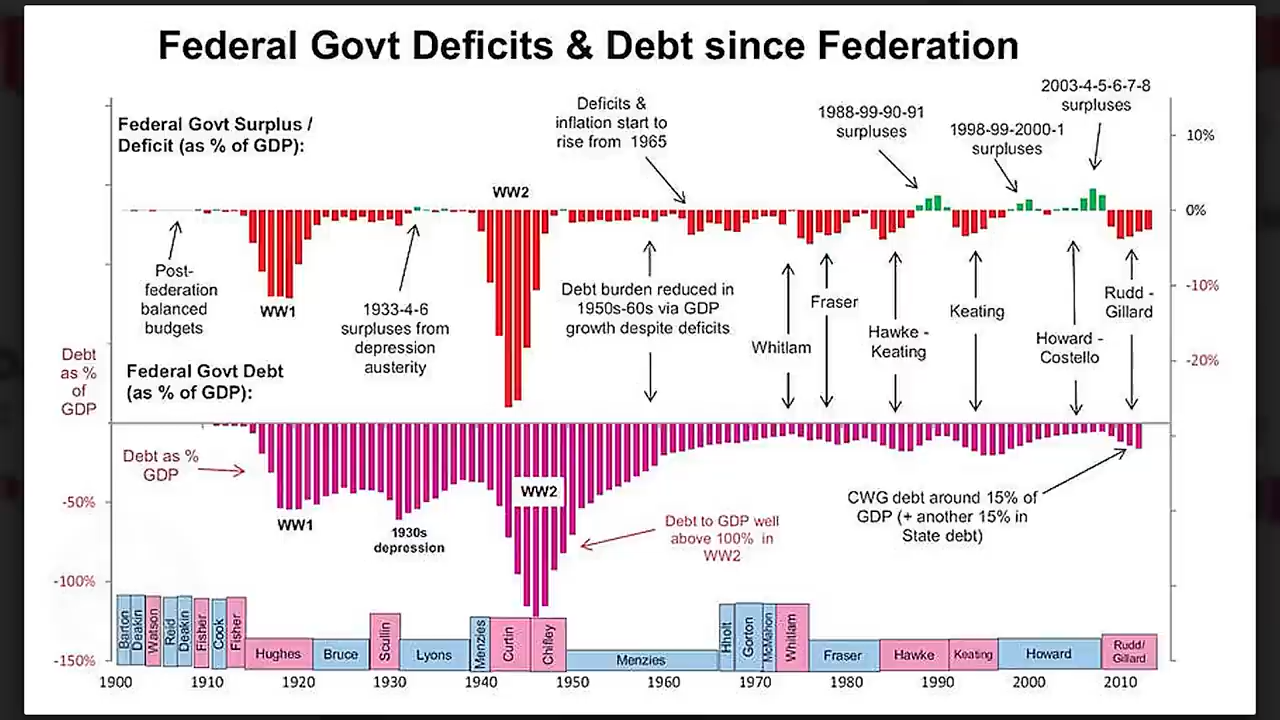 Federal Govt Deficits & Debt since Federation
Federal Govt Surplus /
Deficit (as % of GDP):
Deficits &
inflation start to
rise from 1965
1988-99-90-91
surpluses
1998-99-2000-1
surpluses
2003-4-5-6-7-8
surpluses
10%
0%
-10%
-20%
WW2
Post-
federation
balanced
budgets
WW1
1933-4-6
surpluses from
depression
austerity
Debt burden reduced in
1950s-60s via GDP
growth despite deficits
Whitlam
Fraser
Hawke -
Keating
Keating
Howard -
Costello
Rudd -
Gillard
Debt
as %
of
GDP
Federal Govt Debt
(as % of GDP):
Debt as %
GDP
WW1
1930s
depression
WW2
Debt to GDP well
above 100% in
WW2
CWG debt around 15% of
GDP (+ another 15% in
State debt)
-50%
-100%
-150%
Barton
Deakin
Watson
Reid
Deakin
Fisher
Cook
Fisher
Hughes
Bruce
Scullin
Lyons
Menzies
Curtin
Chifley
Menzies
Hholt
Gorton
McMahon
Whitlam
Fraser
Hawke
Keating
Howard
Rudd/
Gillard
1900 1910 1920 1930 1940 1950 1960 1970 1980 1990 2000 2010